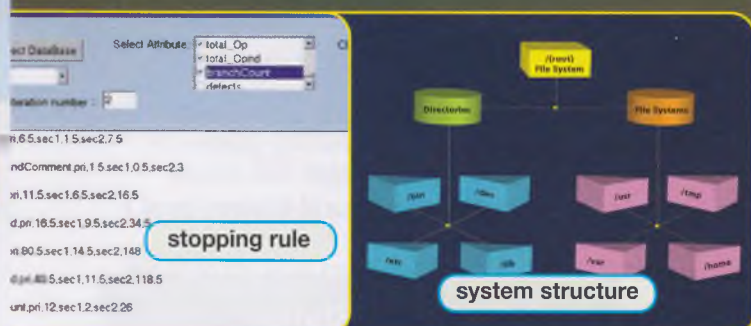 ect DataBase
Select Attribute:
total_Op
total_Opnd
branchCount
defects
teration number :
ri,6.5.sec1,1.5.sec2,7.5
ndComment.pri,1.5.sec1,0.5.sec2.3
pri,11.5.sec1.6.5.sec2,16.5
d.pri.16.5.sec1.9.5.sec2.34.5
pri.80.5.sec1.14.5.sec2.148
5.sec1,11.5.sec2,118.5
unt.pri.12.sec1.2.sec2.26
stopping rule
/(root)
File System
Directories
File Systems
/bin
/dev
/etc
/usr
/tmp
/var
/home
system structure